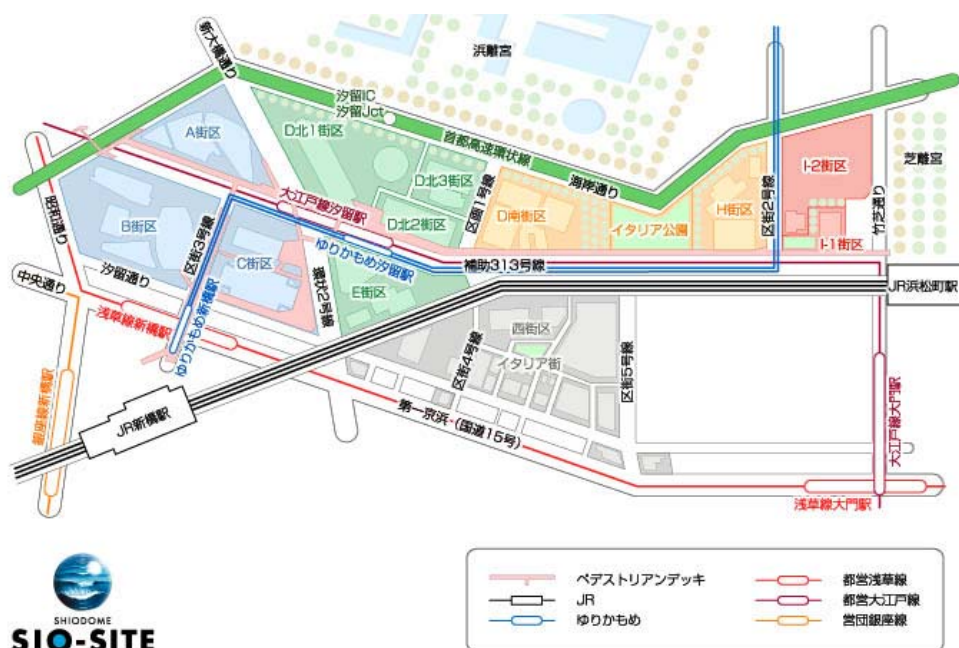 新大橋通り
浜離宮
汐留IC
汐留Jct
A街区
D北1街区
首都高速環状線
海岸通り
I-2街区
芝離宮
昭和通り
大江戸線汐留駅
D北3街区
区街1号線
D南街区
イタリア公園
H街区
区街2号線
竹芝通り
B街区
区街3号線
D北2街区
I-1街区
C街区
ゆりかもめ汐留駅
補助313号線
中央通り
汐留通り
環状2号線
E街区
JR浜松町駅
浅草線新橋駅
ゆりかもめ新橋駅
西街区
イタリア街
区街4号線
区街5号線
銀座線新橋駅
JR新橋駅
第一京浜(国道15号)
大江戸線大門駅
浅草線大門駅
SHIODOME
SIO-SITE
ペデストリアンデッキ
JR
ゆりかもめ
都営浅草線
都営大江戸線
営団銀座線